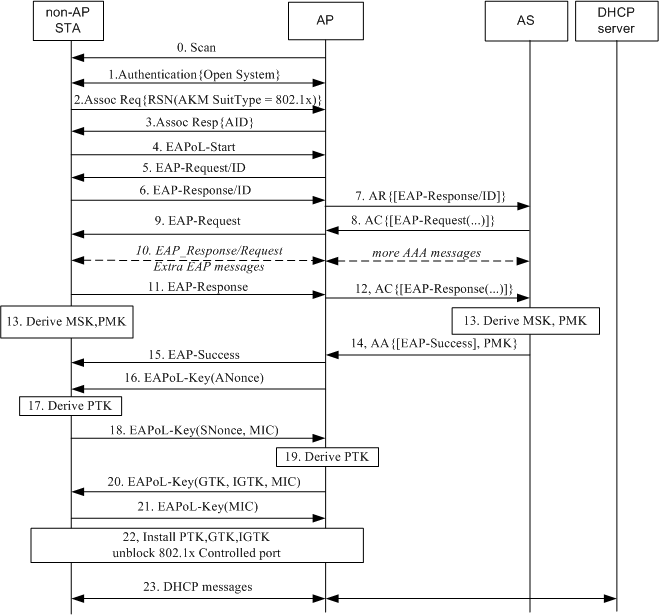 non-AP
STA
AP
AS
DHCP
server
0. Scan
1.Authentication{Open System}
2.Assoc Req{RSN(AKM SuitType = 802.1x)}
3.Assoc Resp{AID}
4. EAPoL-Start
5. EAP-Request/ID
6. EAP-Response/ID
7. AR{[EAP-Response/ID]}
8. AC{[EAP-Request(...)]}
9. EAP-Request
10. EAP_Response/Request
Extra EAP messages
more AAA messages
11. EAP-Response
12, AC{[EAP-Response(...)]}
13. Derive MSK,PMK
13. Derive MSK, PMK
14, AA{[EAP-Success], PMK}
15. EAP-Success
16. EAPoL-Key(ANonce)
17. Derive PTK
18. EAPoL-Key(SNonce, MIC)
19. Derive PTK
20. EAPoL-Key(GTK, IGTK, MIC)
21. EAPoL-Key(MIC)
22, Install PTK,GTK,IGTK
unblock 802.1x Controlled port
23. DHCP messages